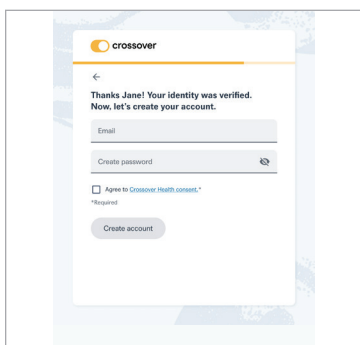 crossover
Thanks Jane! Your identity was verified.
Now, let's create your account.
Email
Create password
Agree to Crossover Health consent.*
*Required
Create account